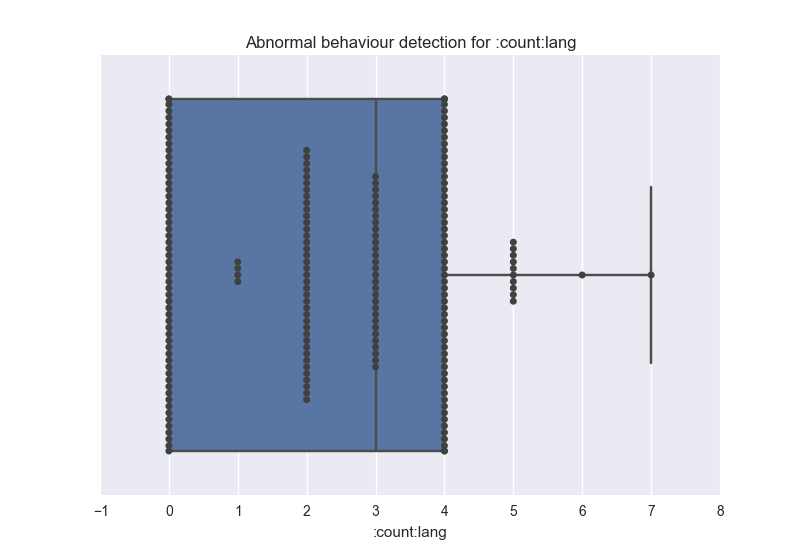 Abnormal behaviour detection for :count:lang
−1 0 1 2 3 4 5 6 7 8
:count:lang